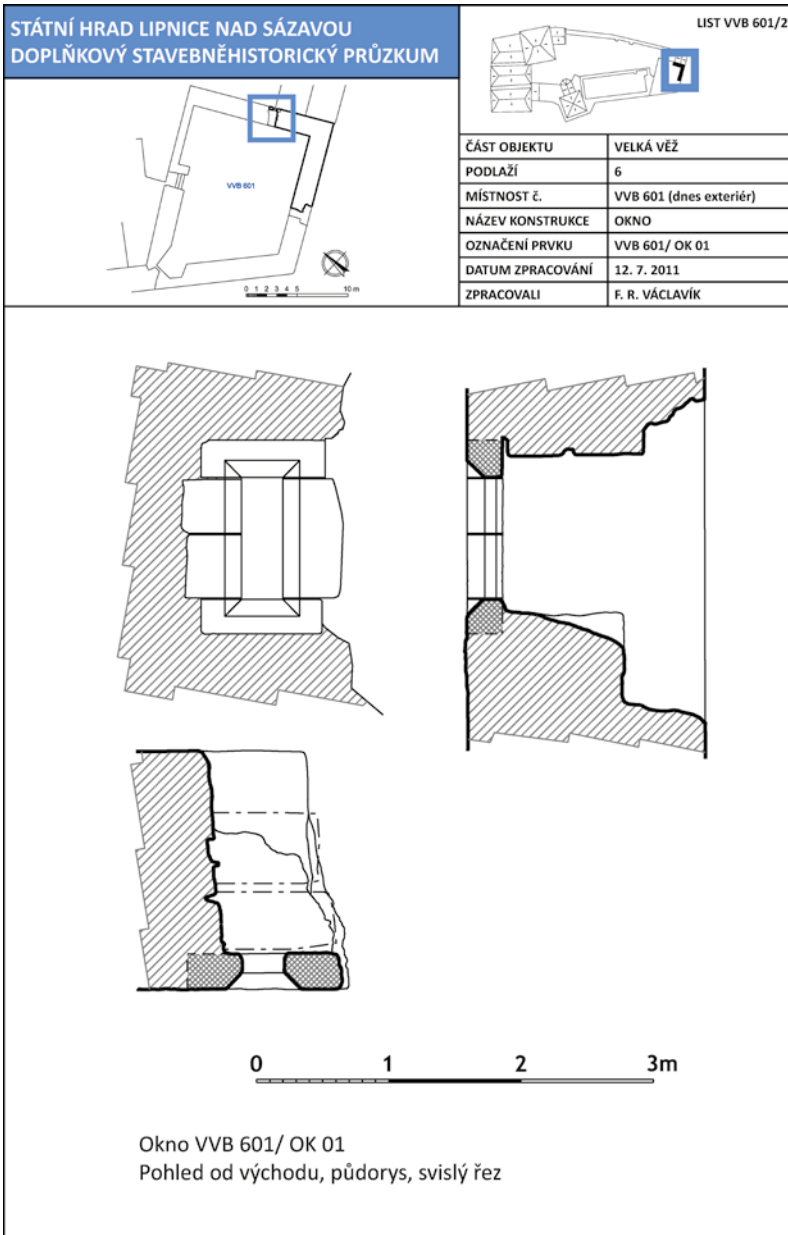 STÁTNÍ HRAD LIPNICE NAD SÁZAVOU
DOPLŇKOVÝ STAVEBNĚHISTORICKÝ PRŮZKUM
LIST VVB 601/2
VVB 601
0 1 2 3 4 5 10 m
ČÁST OBJEKTU VELKÁ VĚŽ
PODLAŽÍ 6
MÍSTNOST č. VVB 601 (dnes exteriér)
NÁZEV KONSTRUKCE OKNO
OZNAČENÍ PRVKU VVB 601/ OK 01
DATUM ZPRACOVÁNÍ 12. 7. 2011
ZPRACOVALI F. R. VÁCLAVÍK
0 1 2 3m
Okno VVB 601/ OK 01
Pohled od východu, půdorys, svislý řez